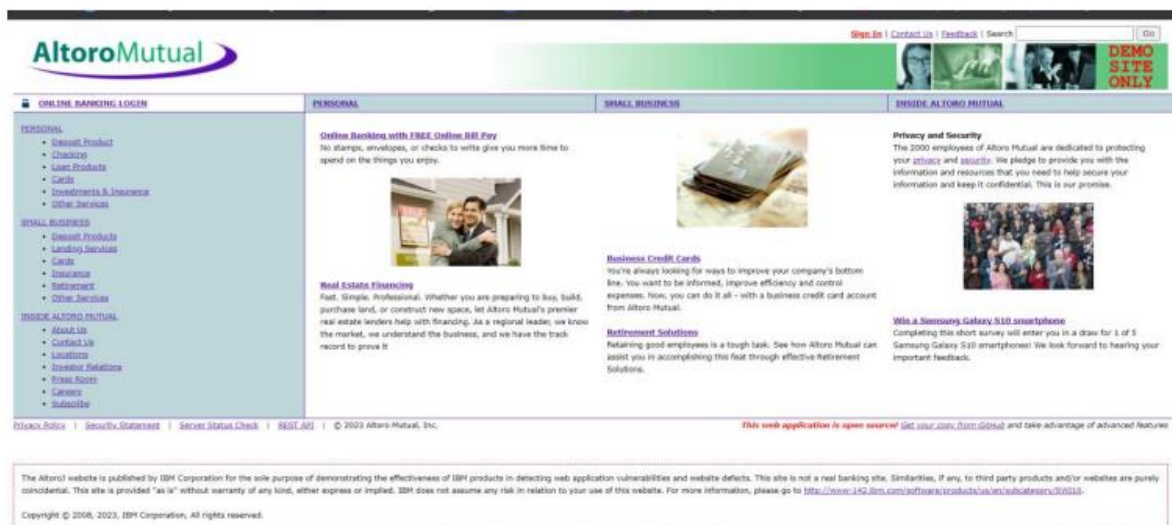 Sign In | Contact Us | Feedback | Search
Go
AltoroMutual
DEMO
SITE
ONLY
ONLINE BANKING LOGIN
PERSONAL
SMALL BUSINESS
INSIDE ALTORO MUTUAL
PERSONAL
Deposit Product
Checking
Loan Products
Cards
Investments & Insurance
Other Services
SMALL BUSINESS
Deposit Products
Lending Services
Cards
Insurance
Retirement
Other Services
INSIDE ALTORO MUTUAL
About Us
Contact Us
Locations
Investor Relations
Press Room
Careers
Subscribe
Online Banking with FREE Online Bill Pay
No stamps, envelopes, or checks to write give you more time to
spend on the things you enjoy.
Real Estate Financing
Fast. Simple. Professional. Whether you are preparing to buy, build,
purchase land, or construct new space, let Altoro Mutual's premier
real estate lenders help with financing. As a regional leader, we know
the market, we understand the business, and we have the track
record to prove it
Business Credit Cards
You're always looking for ways to improve your company's bottom
line. You want to be informed, improve efficiency and control
expenses. Now, you can do it all - with a business credit card account
from Altoro Mutual.
Retirement Solutions
Retaining good employees is a tough task. See how Altoro Mutual can
assist you in accomplishing this feat through effective Retirement
Solutions.
Privacy and Security
The 2000 employees of Altoro Mutual are dedicated to protecting
your privacy and security. We pledge to provide you with the
information and resources that you need to help secure your
information and keep it confidential. This is our promise.
Win a Samsung Galaxy S10 smartphone
Completing this short survey will enter you in a draw for 1 of 5
Samsung Galaxy S10 smartphones! We look forward to hearing your
important feedback.
Privacy Policy | Security Statement | Server Status Check | REST API | © 2023 Altoro Mutual, Inc.
This web application is open source! Get your copy from GitHub and take advantage of advanced features
The AltoroJ website is published by IBM Corporation for the sole purpose of demonstrating the effectiveness of IBM products in detecting web application vulnerabilities and website defects. This site is not a real banking site. Similarities, if any, to third party products and/or websites are purely
coincidental. This site is provided "as is" without warranty of any kind, either express or implied. IBM does not assume any risk in relation to your use of this website. For more information, please go to http://www-142.ibm.com/software/products/us/en/subcategory/SWI10.
Copyright © 2008, 2023, IBM Corporation, All rights reserved.